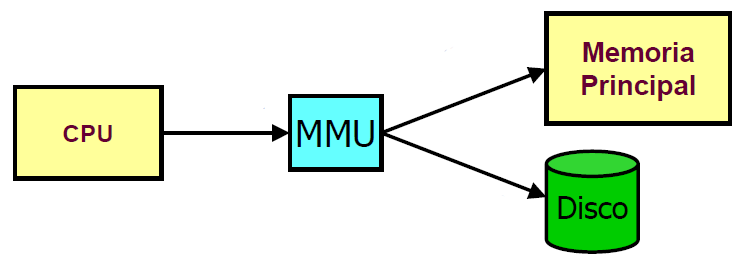 CPU
MMU
Memoria
Principal
Disco